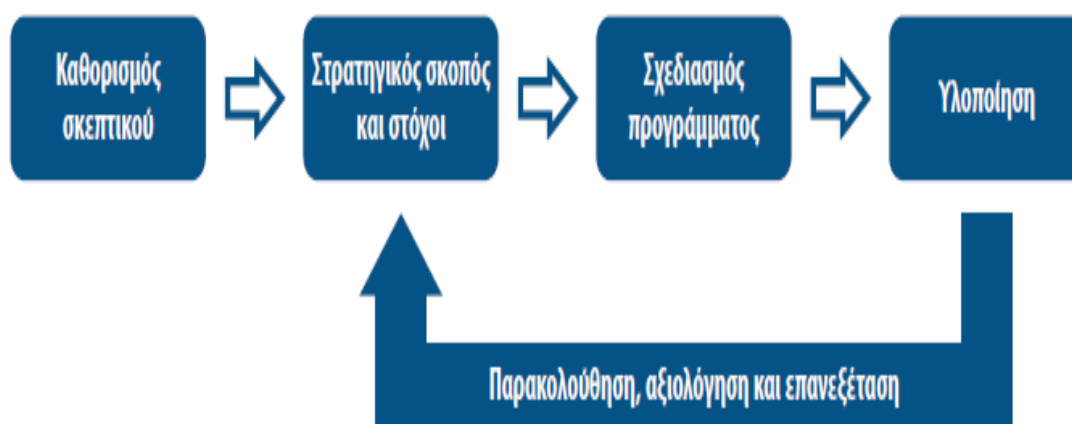 Καθορισμός
σκεπτικού
Στρατηγικός σκοπός
και στόχοι
Σχεδιασμός
προγράμματος
Υλοποίηση
Παρακολούθηση, αξιολόγηση και επανεξέταση